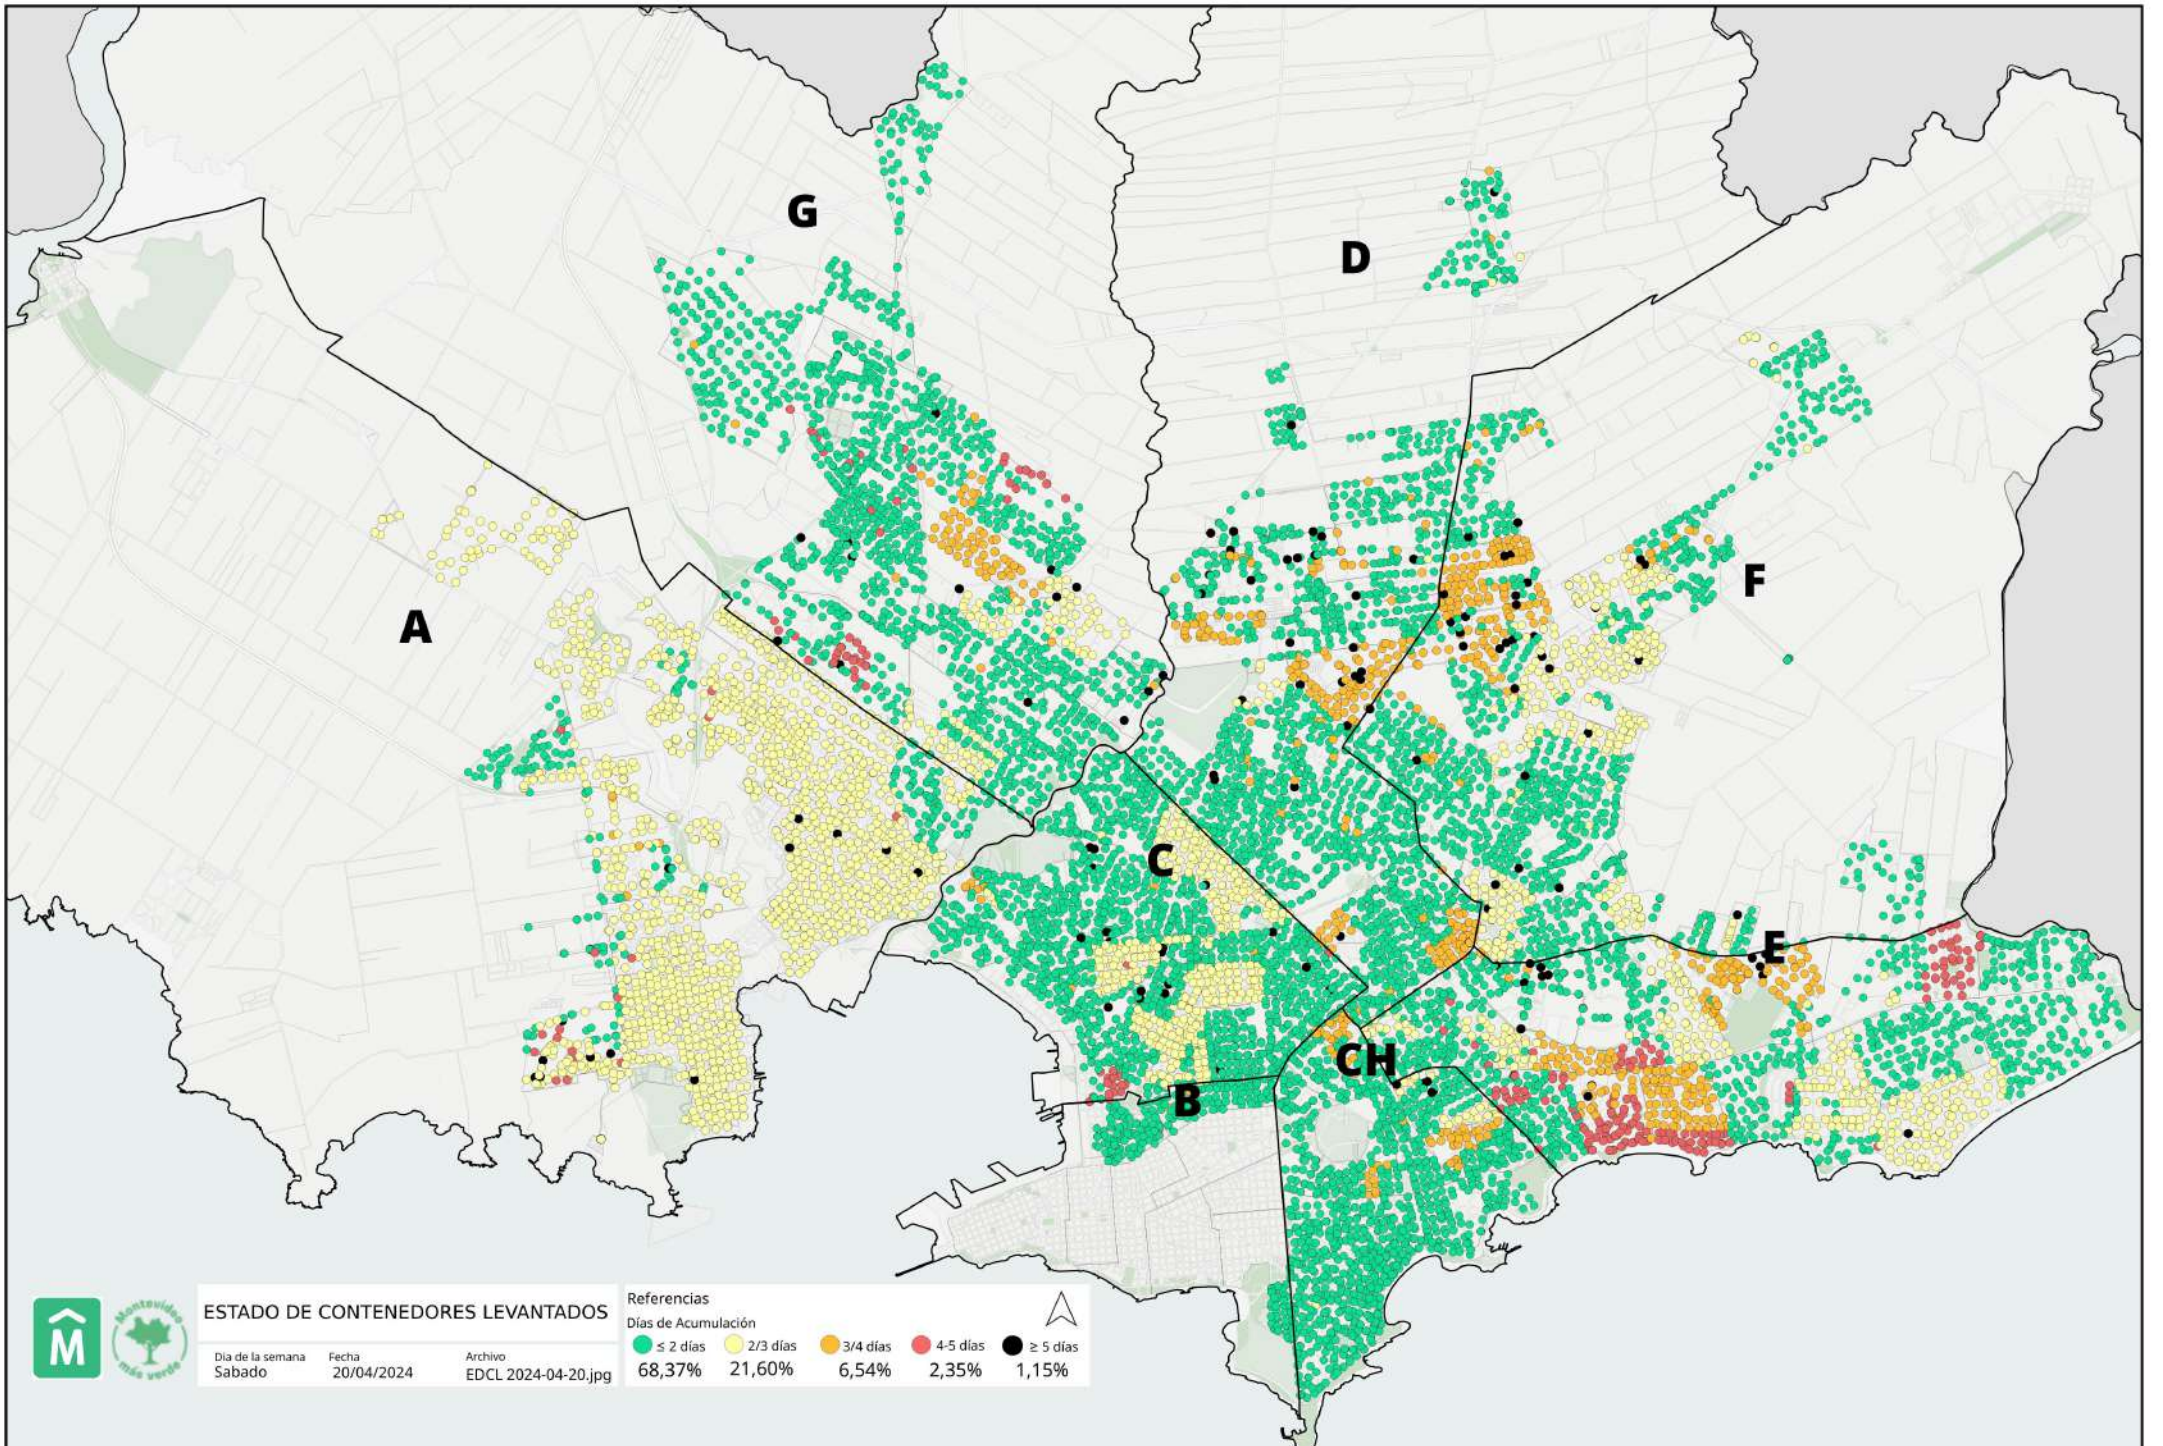 G
D
A
F
C
E
CH
B
M
Montevideo
más verde
ESTADO DE CONTENEDORES LEVANTADOS
Dia de la semana Fecha Archivo
Sabado 20/04/2024 EDCL 2024-04-20.jpg
Referencias
Días de Acumulación
≤ 2 días 2/3 días 3/4 días 4-5 días ≥ 5 días
68,37% 21,60% 6,54% 2,35% 1,15%